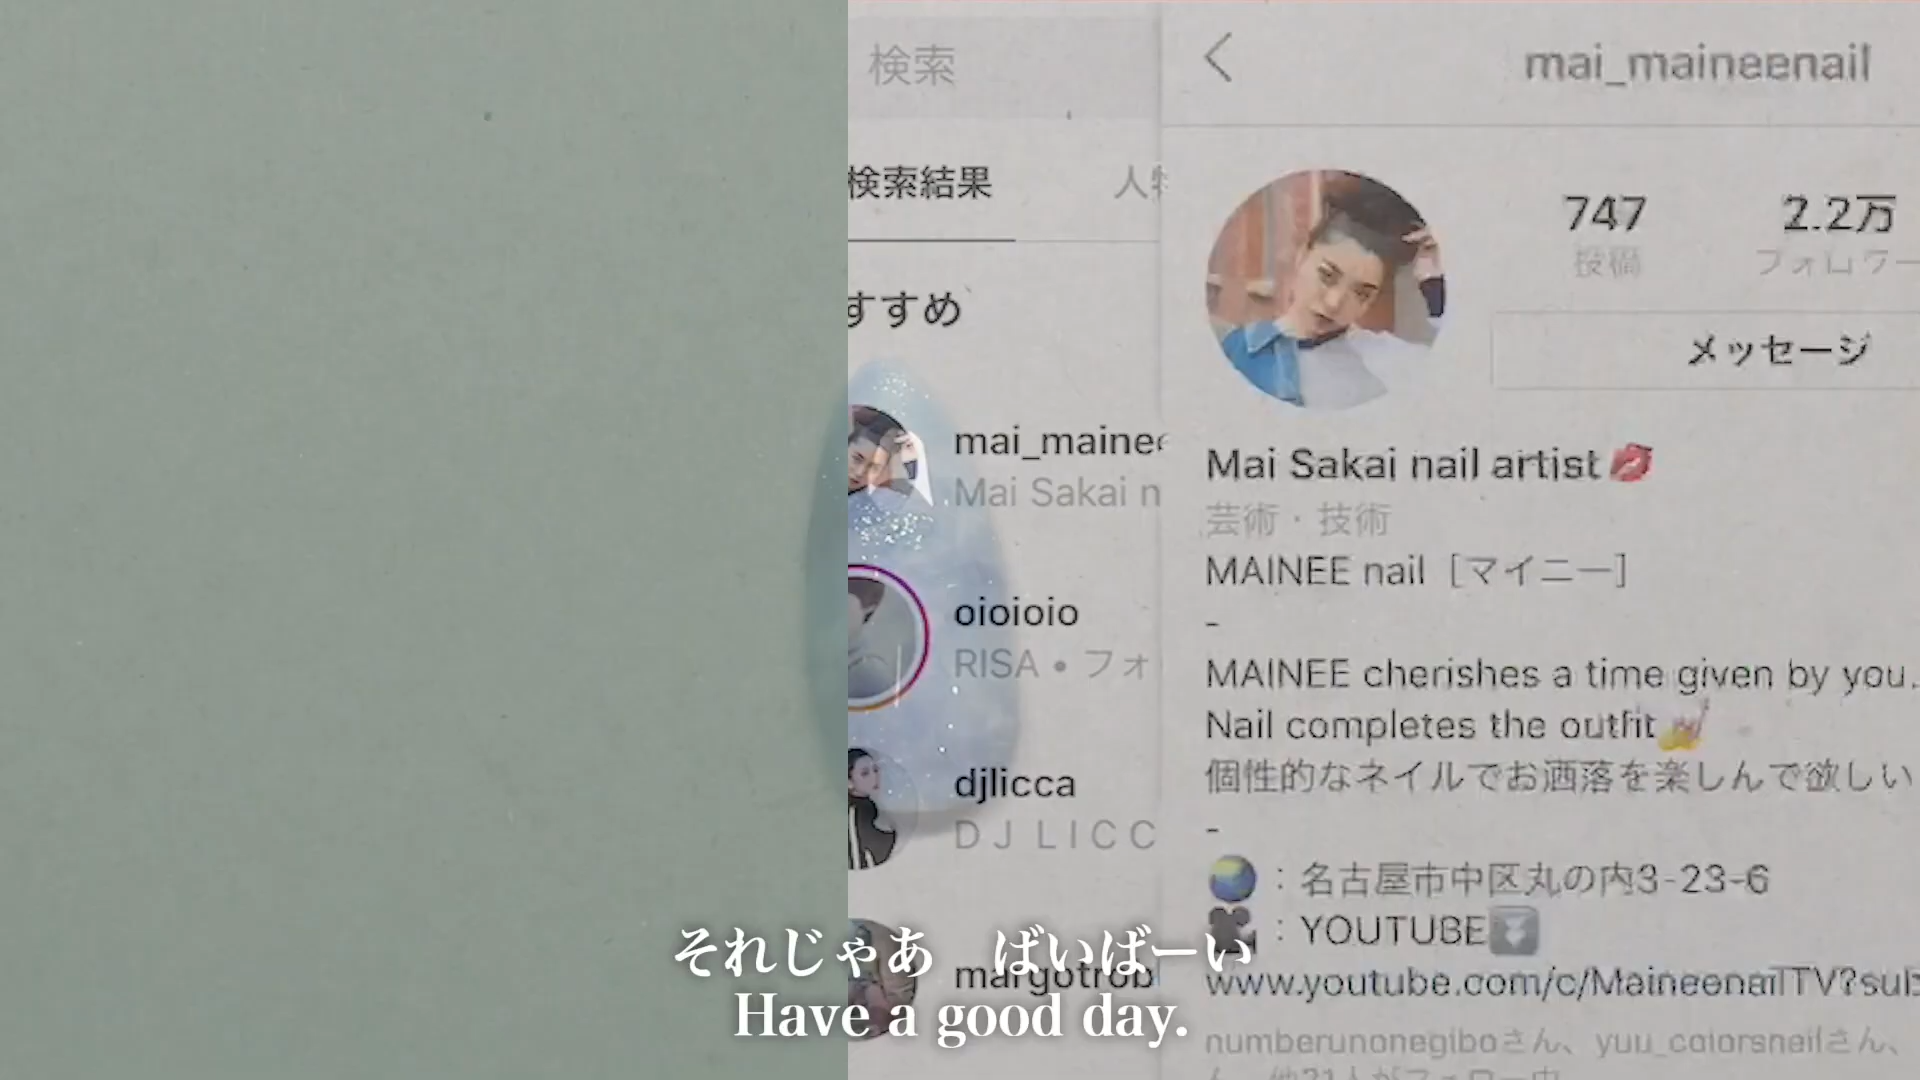 検索
検索結果
すすめ
mai_maine
Mai Sakai n
oioioio
RISA • フォ
djlicca
DJ LICC
margotrob
mai_maineenail
747
2.2万
投稿
フォロワー
メッセージ
Mai Sakai nail artist💋
芸術・技術
MAINEE nail［マイニー］
-
MAINEE cherishes a time given by you.
Nail completes the outfit💅
個性的なネイルでお洒落を楽しんで欲しい
-
🌏：名古屋市中区丸の内3-23-6
🎥：YOUTUBE⬇
www.youtube.com/c/MaineenailTV?sub
numberunonegiboさん、yuu_colorsnailさん、
それじゃあ　ばいばーい
Have a good day.